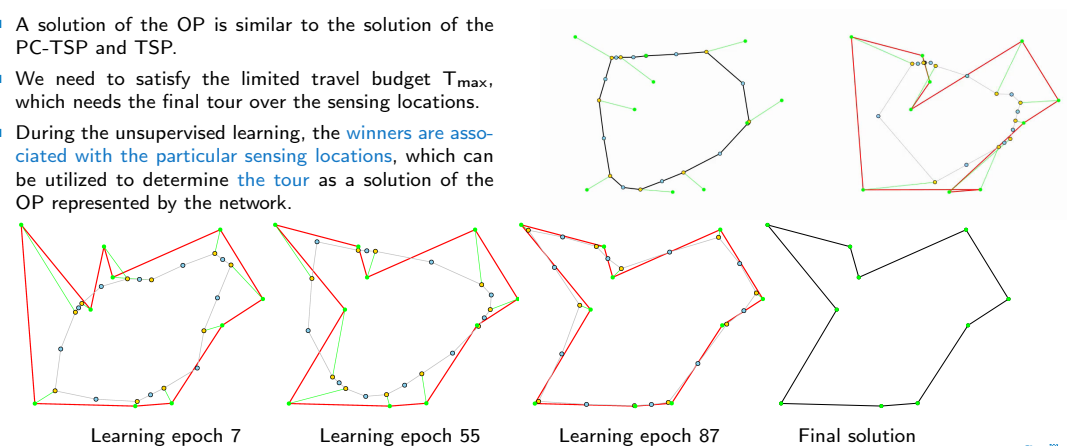 A solution of the OP is similar to the solution of the
PC-TSP and TSP.
We need to satisfy the limited travel budget Tmax,
which needs the final tour over the sensing locations.
During the unsupervised learning, the winners are asso-
ciated with the particular sensing locations, which can
be utilized to determine the tour as a solution of the
OP represented by the network.
Learning epoch 7
Learning epoch 55
Learning epoch 87
Final solution